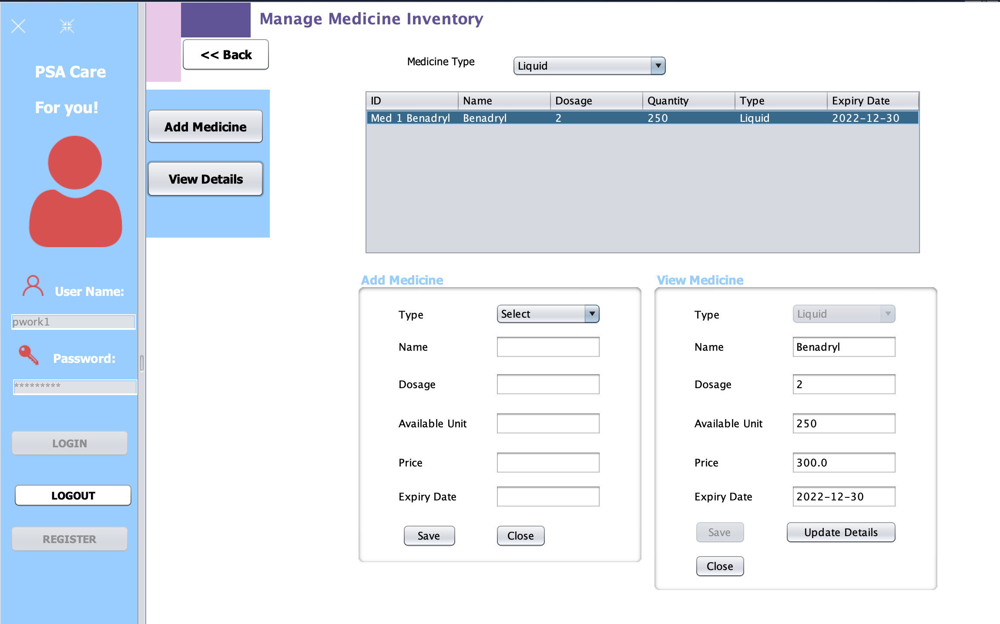 PSA Care
For you!
User Name:
pwork1
Password:
*********
LOGIN
LOGOUT
REGISTER
Manage Medicine Inventory
<< Back
Add Medicine
View Details
Medicine Type Liquid
ID Name Dosage Quantity Type Expiry Date
Med 1 Benadryl Benadryl 2 250 Liquid 2022-12-30
Add Medicine
Type Select
Name
Dosage
Available Unit
Price
Expiry Date
Save Close
View Medicine
Type Liquid
Name Benadryl
Dosage 2
Available Unit 250
Price 300.0
Expiry Date 2022-12-30
Save Update Details
Close